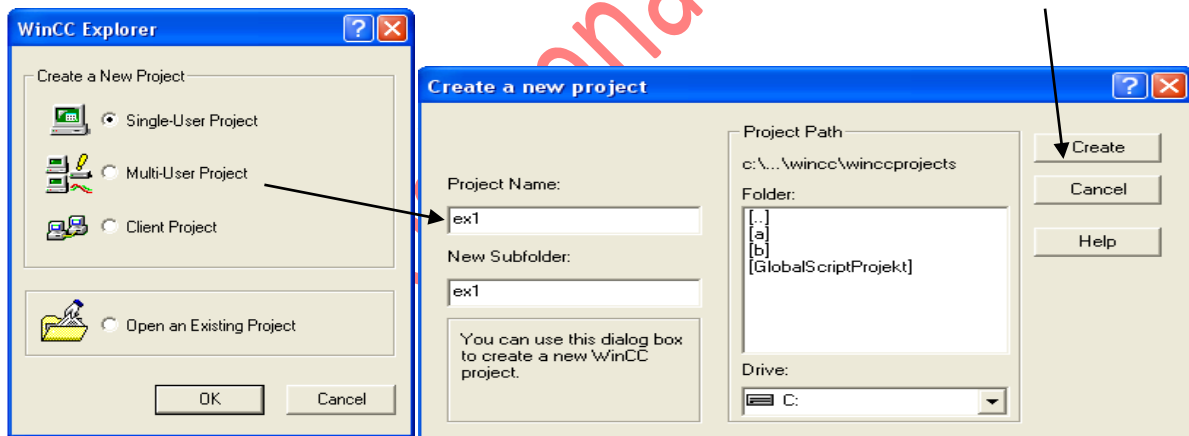 WinCC Explorer
Create a New Project
Single-User Project
Multi-User Project
Client Project
Open an Existing Project
OK
Cancel
Create a new project
Project Name:
ex1
New Subfolder:
ex1
You can use this dialog box
to create a new WinCC
project.
Project Path
c:\...\wincc\winccprojects
Folder:
[..]
[a]
[b]
[GlobalScriptProjekt]
Drive:
C:
Create
Cancel
Help